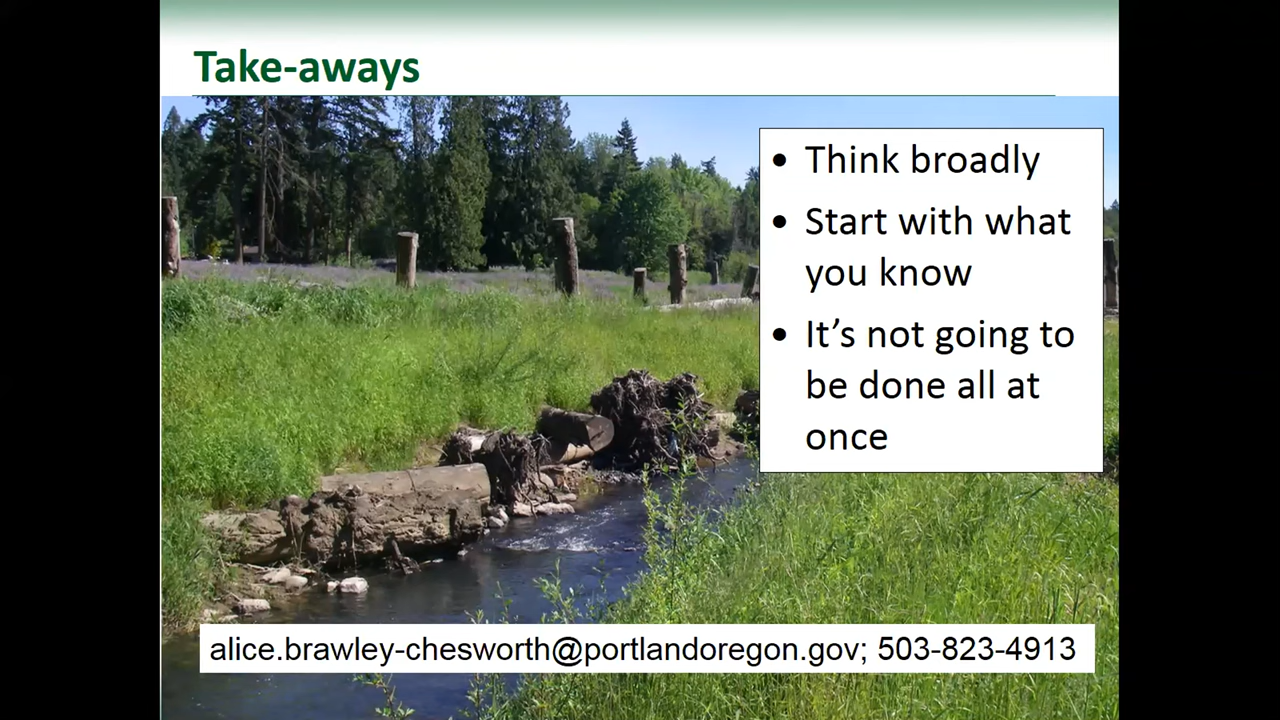 Take-aways
• Think broadly
• Start with what
you know
• It’s not going to
be done all at
once
alice.brawley-chesworth@portlandoregon.gov; 503-823-4913